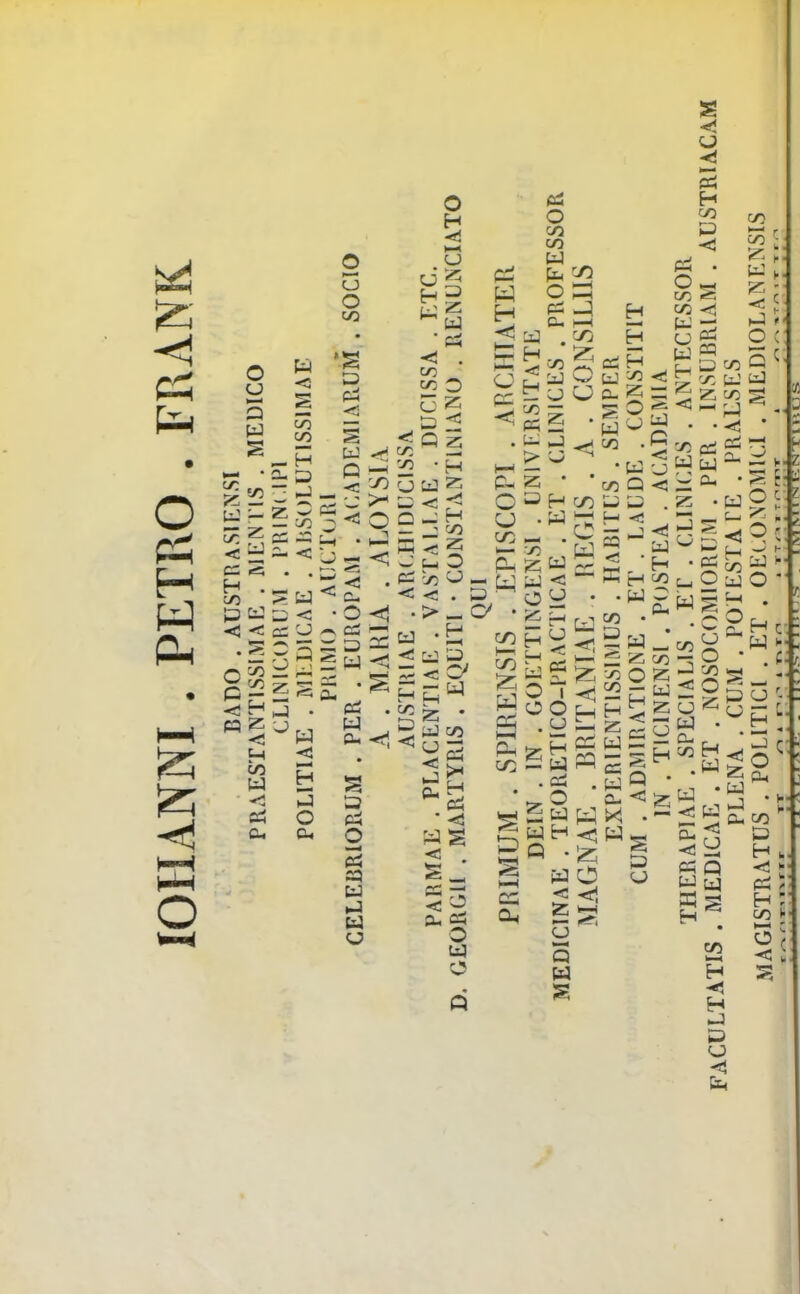 IOHANNI . PETRO . FRANK
BADO . AUSTRASIENSI
PRAESTANTISSIMAE . MENTIS . MEDICO
CLINICORUM . PRINCIPI
POLITIAE . MEDICAE . ABSOLUTISSIMAE
PRIMO . AUCTORI
CELEBRIORUM . PER . EUROPAM . ACADEMIARUM . SOCIO
A . MARIA . ALOYSIA
AUSTRIAE . ARCHIDUCISSA
PARMAE . PLACENTIAE . VASTALLAE . DUCISSA . ETC.
D. GEORGII . MARTYRIS . EQUITI . CONSTANTINIANO . RENUNCIATO
QUI
PRIMUM . SPIRENSIS . EPISCOPI . ARCHIATER
DEIN . IN . GOETTINGENSI . UNIVERSITATE
MEDICINAE . TEORETICO-PRACTICAE . ET . CLINICES . PROFESSOR
MAGNAE . BRITANIAE . REGIS . A . CONSILIIS
EXPERIENTISSIMUS . HABITUS . SEMPER
CUM . ADMIRATIONE . ET . LAUDE . CONSTITIT
IN . TICINENSI . POSTEA . ACADEMIA
THERAPIAE . SPECIALIS . ET . CLINICES . ANTECESSOR
FACULTATIS . MEDICAE . ET . NOSOCOMIORUM . PER . INSUBRIAM . AUSTRIACAM
PLENA . CUM . POTESTATE . PRAESES
MAGISTRATUS . POLITICI . ET . OECONOMICI . MEDIOLANENSIS